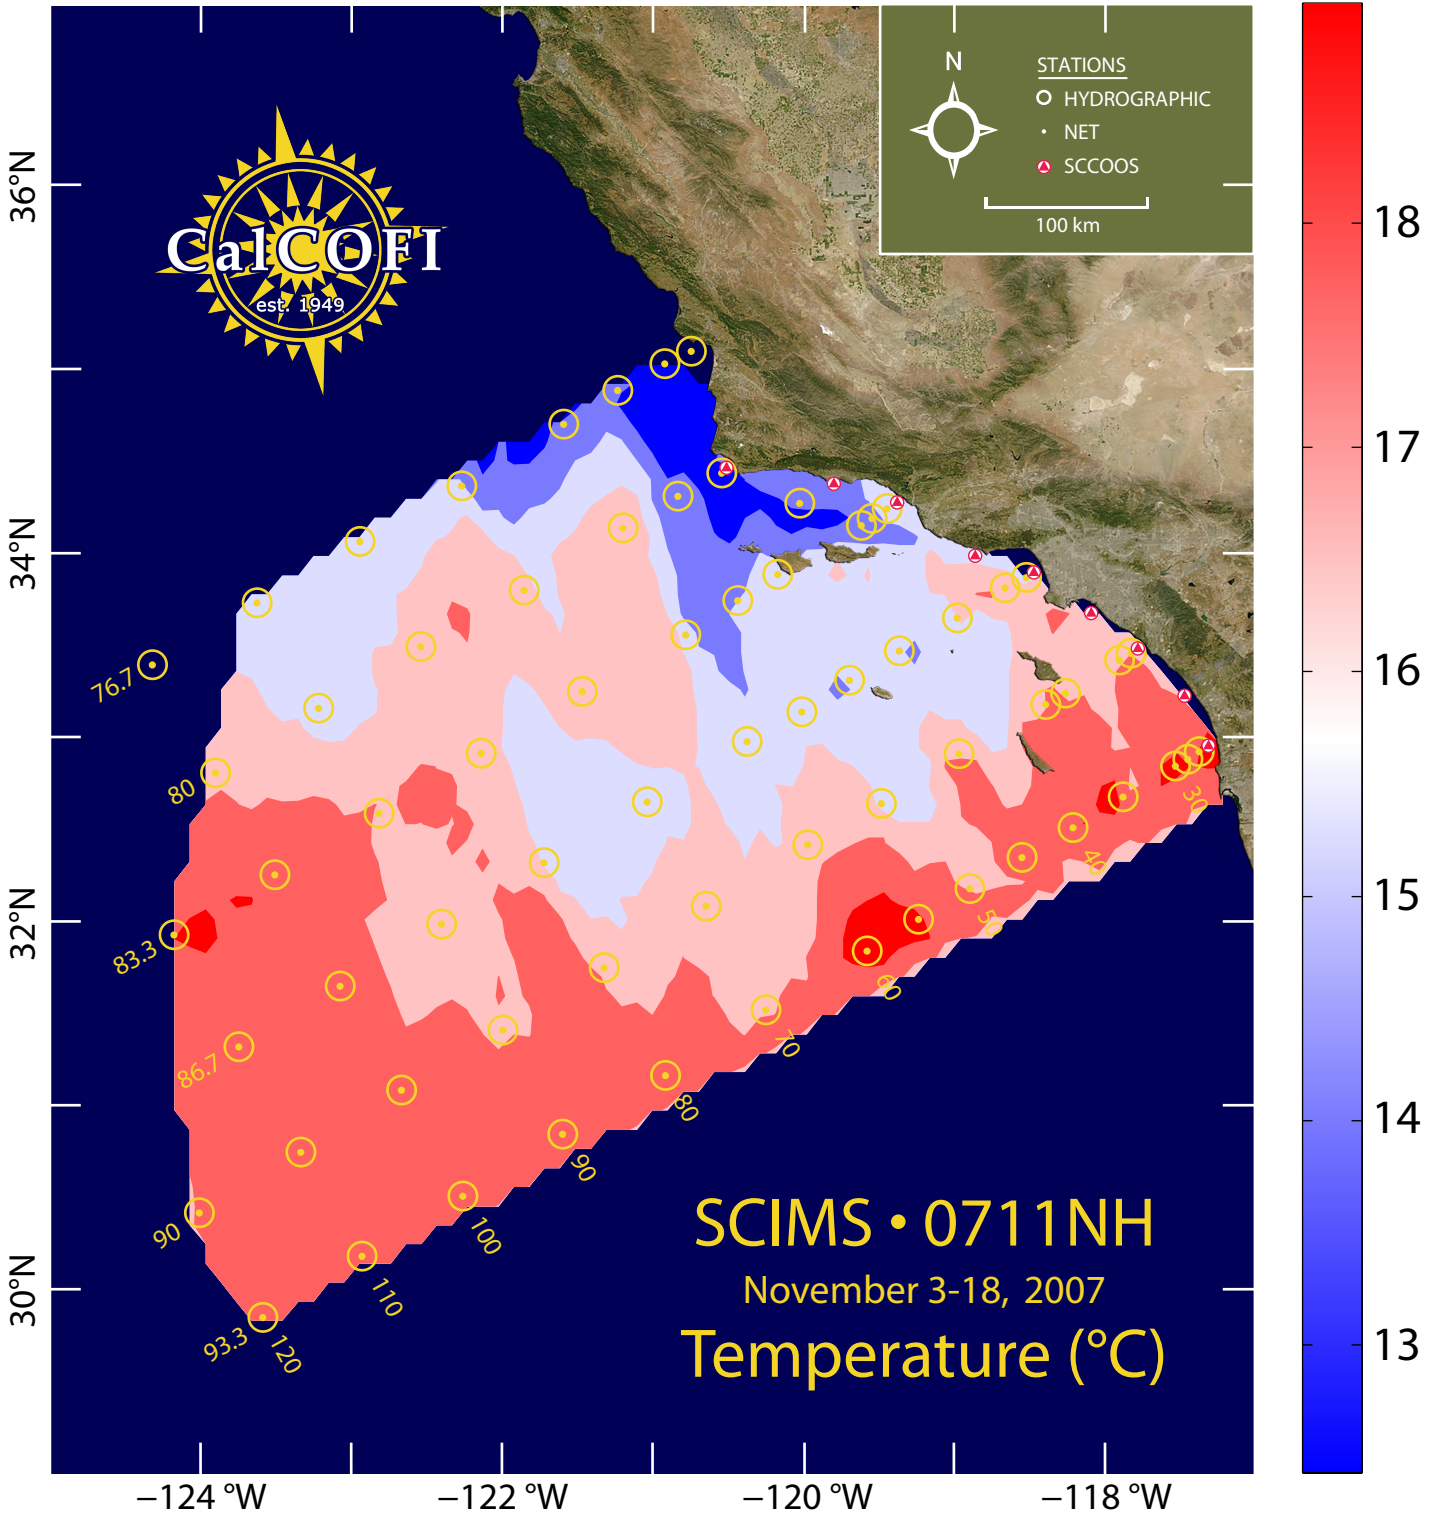 N
STATIONS
HYDROGRAPHIC
NET
SCCOOS
100 km
CalCOFI
est. 1949
36°N
34°N
32°N
30°N
76.7
80
83.3
86.7
90
93.3
30
40
50
60
70
80
90
100
110
120
SCIMS • 0711NH
November 3-18, 2007
Temperature (°C)
−124 °W
−122 °W
−120 °W
−118 °W
18
17
16
15
14
13